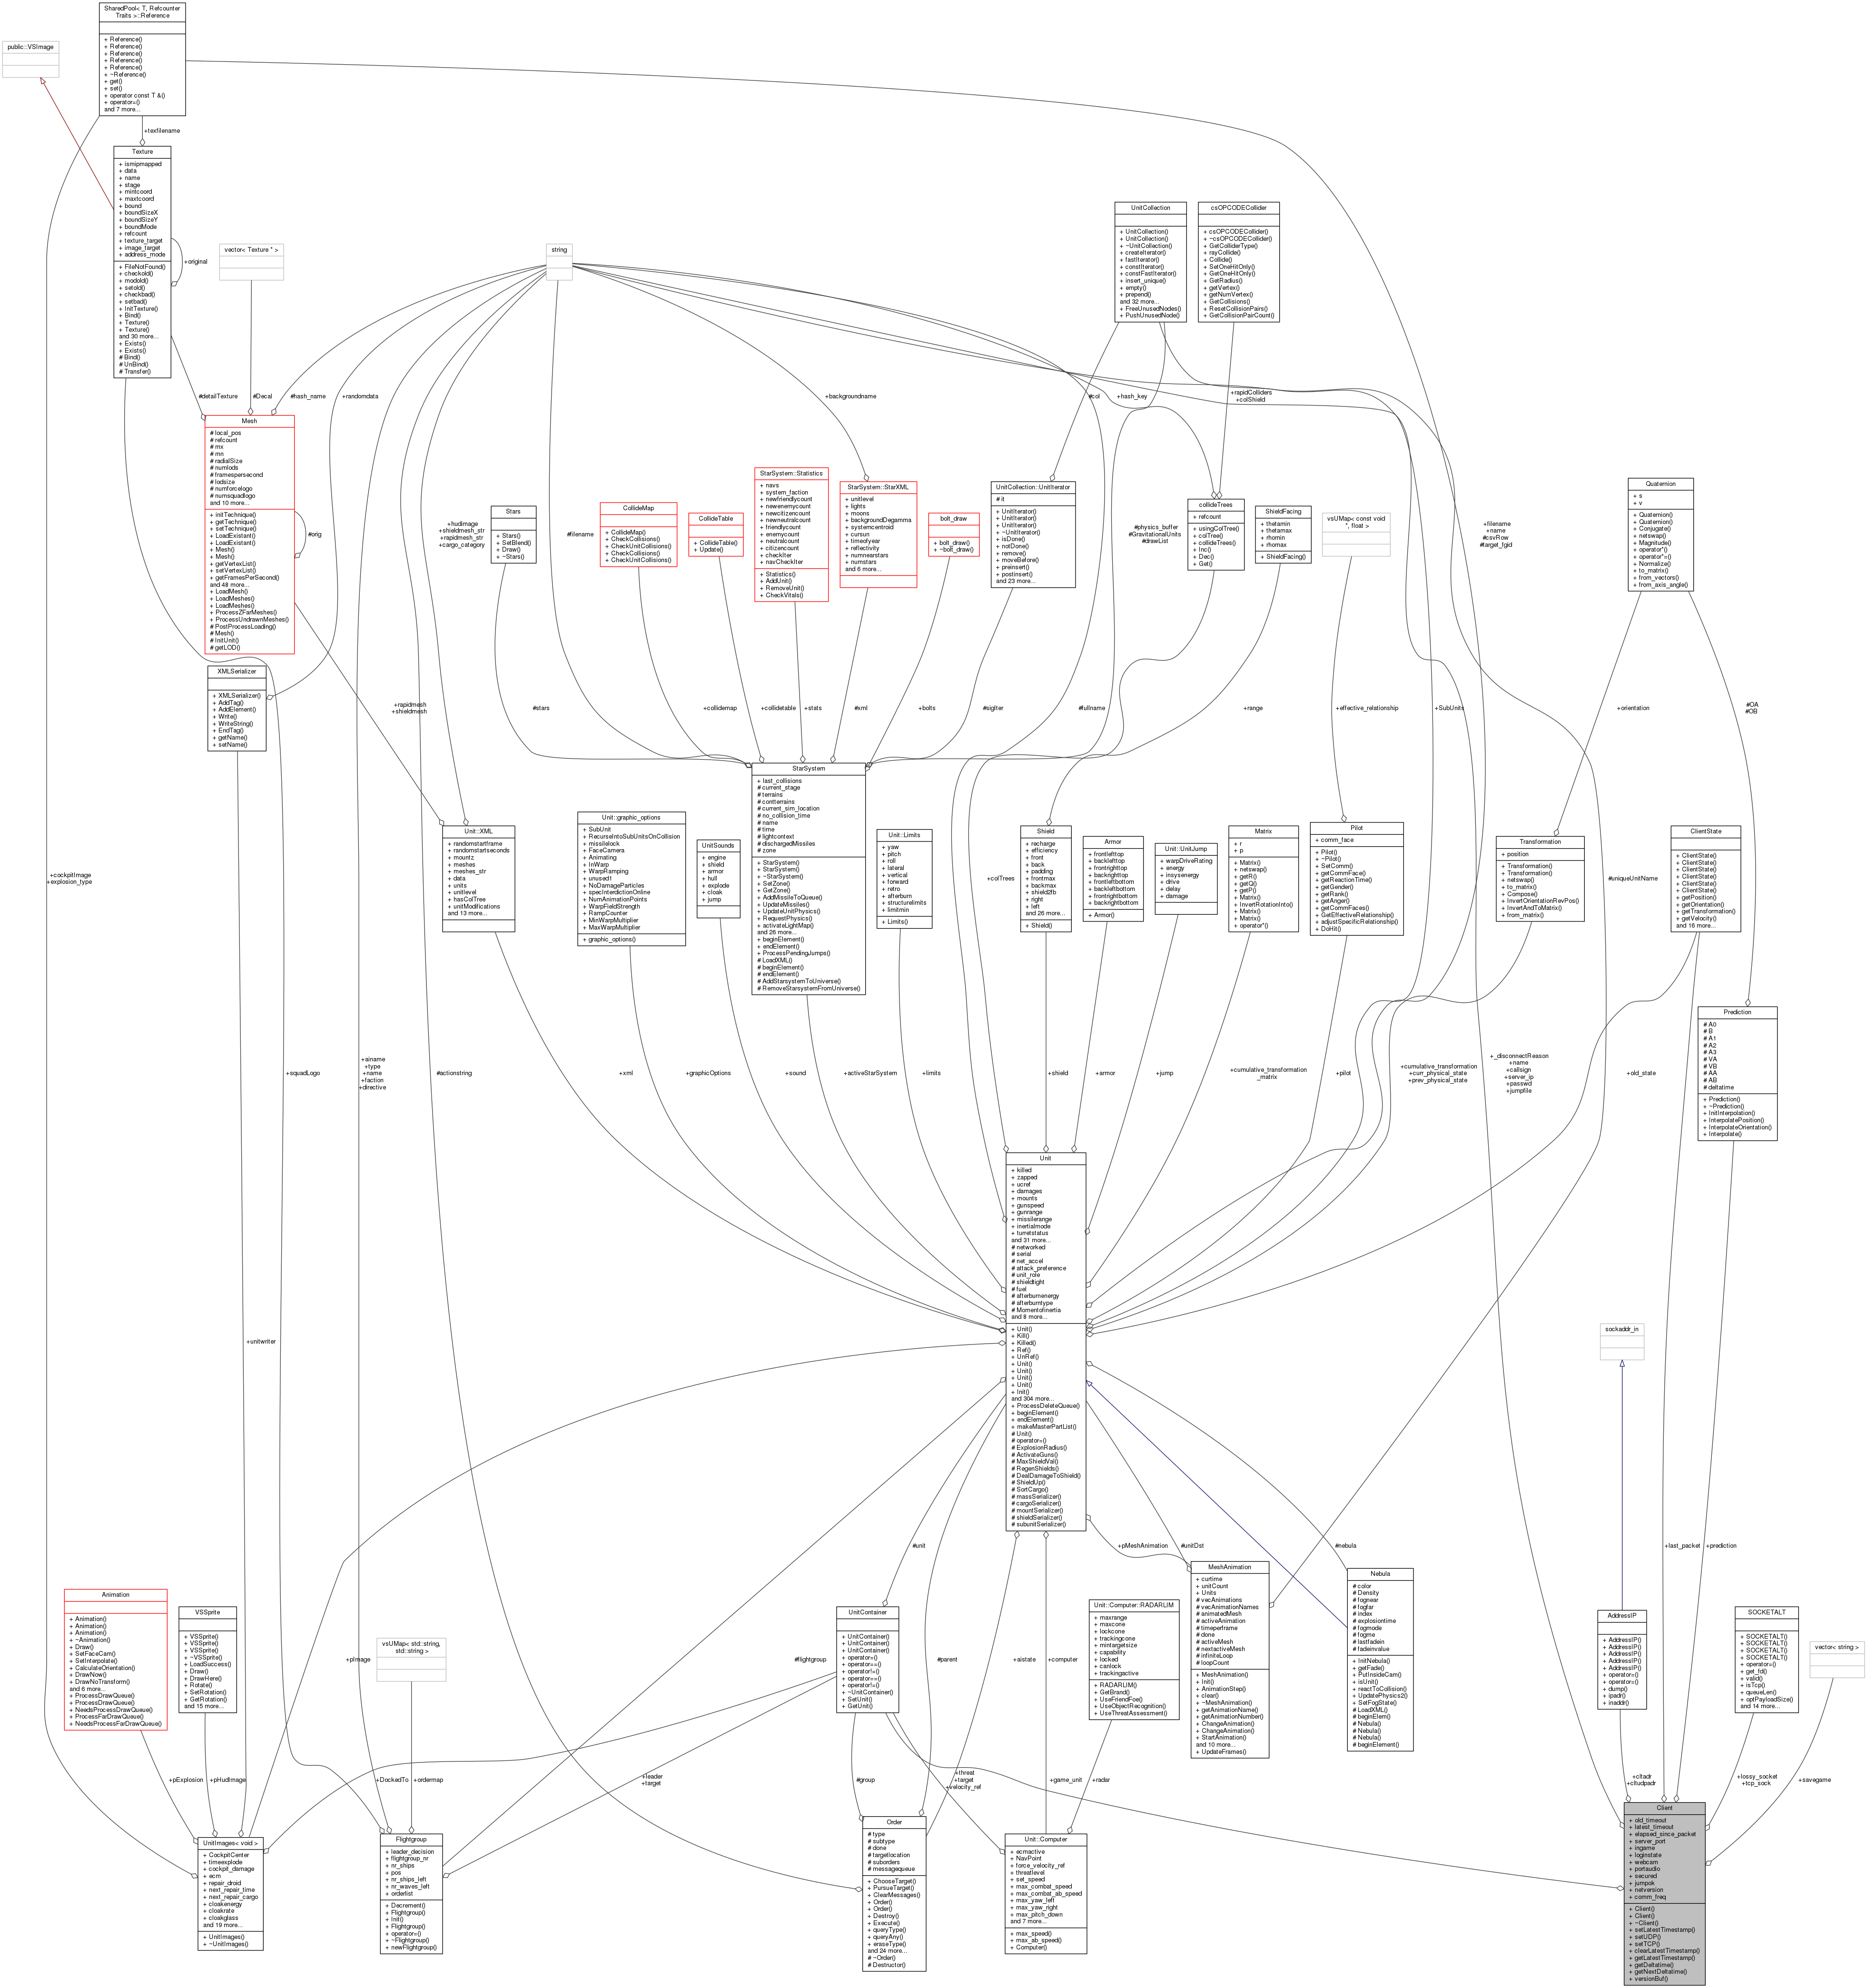 SharedPool< T, Refcounter
Traits >::Reference
+ Reference()
+ Reference()
+ Reference()
+ Reference()
+ Reference()
+ ~Reference()
+ get()
+ set()
+ operator const T &()
+ operator=()
and 7 more...
public::VSImage
+texfilename
Texture
+ ismipmapped
+ data
+ name
+ stage
+ mintcoord
+ maxtcoord
+ bound
+ boundSizeX
+ boundSizeY
+ boundMode
+ refcount
+ texture_target
+ image_target
+ address_mode
+ FileNotFound()
+ checkold()
+ modold()
+ setold()
+ checkbad()
+ setbad()
+ InitTexture()
+ Bind()
+ Texture()
+ Texture()
and 30 more...
+ Exists()
+ Exists()
# Bind()
# UnBind()
# Transfer()
+original
vector< Texture * >
string
UnitCollection
+ UnitCollection()
+ UnitCollection()
+ ~UnitCollection()
+ createIterator()
+ fastIterator()
+ constIterator()
+ constFastIterator()
+ insert_unique()
+ empty()
+ prepend()
and 32 more...
+ FreeUnusedNodes()
+ PushUnusedNode()
csOPCODECollider
+ csOPCODECollider()
+ ~csOPCODECollider()
+ GetColliderType()
+ rayCollide()
+ Collide()
+ SetOneHitOnly()
+ GetOneHitOnly()
+ GetRadius()
+ getVertex()
+ getNumVertex()
+ GetCollisions()
+ ResetCollisionPairs()
+ GetCollisionPairCount()
#detailTexture
#Decal
#hash_name
+randomdata
+backgroundname
#col
+hash_key
+rapidColliders
+colShield
Mesh
# local_pos
# refcount
# mx
# mn
# radialSize
# numlods
# framespersecond
# lodsize
# numforcelogo
# numsquadlogo
and 10 more...
+ initTechnique()
+ getTechnique()
+ setTechnique()
+ LoadExistant()
+ LoadExistant()
+ Mesh()
+ Mesh()
+ getVertexList()
+ setVertexList()
+ getFramesPerSecond()
and 48 more...
+ LoadMesh()
+ LoadMeshes()
+ LoadMeshes()
+ ProcessZFarMeshes()
+ ProcessUndrawnMeshes()
# PostProcessLoading()
# Mesh()
# InitUnit()
# getLOD()
#orig
+hudimage
+shieldmesh_str
+rapidmesh_str
+cargo_category
Stars
+ Stars()
+ SetBlend()
+ Draw()
+ ~Stars()
#filename
CollideMap
+ CollideMap()
+ CheckCollisions()
+ CheckUnitCollisions()
+ CheckCollisions()
+ CheckUnitCollisions()
CollideTable
+ CollideTable()
+ Update()
StarSystem::Statistics
+ navs
+ system_faction
+ newfriendlycount
+ newenemycount
+ newcitizencount
+ newneutralcount
+ friendlycount
+ enemycount
+ neutralcount
+ citizencount
+ checkIter
+ navCheckIter
+ Statistics()
+ AddUnit()
+ RemoveUnit()
+ CheckVitals()
StarSystem::StarXML
+ unitlevel
+ lights
+ moons
+ backgroundDegamma
+ systemcentroid
+ cursun
+ timeofyear
+ reflectivity
+ numnearstars
+ numstars
and 6 more...
bolt_draw
+ bolt_draw()
+ ~bolt_draw()
UnitCollection::UnitIterator
# it
+ UnitIterator()
+ UnitIterator()
+ UnitIterator()
+ ~UnitIterator()
+ isDone()
+ notDone()
+ remove()
+ moveBefore()
+ preinsert()
+ postinsert()
and 23 more...
#physics_buffer
#GravitationalUnits
#drawList
collideTrees
+ refcount
+ usingColTree()
+ colTree()
+ collideTrees()
+ Inc()
+ Dec()
+ Get()
ShieldFacing
+ thetamin
+ thetamax
+ rhomin
+ rhomax
+ ShieldFacing()
vsUMap< const void
*, float >
+filename
+name
#csvRow
#target_fgid
Quaternion
+ s
+ v
+ Quaternion()
+ Quaternion()
+ Conjugate()
+ netswap()
+ Magnitude()
+ operator*()
+ operator*=()
+ Normalize()
+ to_matrix()
+ from_vectors()
+ from_axis_angle()
XMLSerializer
+ XMLSerializer()
+ AddTag()
+ AddElement()
+ Write()
+ WriteString()
+ EndTag()
+ getName()
+ setName()
+rapidmesh
+shieldmesh
#stars
+collidemap
+collidetable
+stats
#xml
+bolts
#sigIter
#fullname
+range
+effective_relationship
+SubUnits
+orientation
#OA
#OB
StarSystem
+ last_collisions
# current_stage
# terrains
# contterrains
# current_sim_location
# no_collision_time
# name
# time
# lightcontext
# dischargedMissiles
# zone
+ StarSystem()
+ StarSystem()
+ ~StarSystem()
+ SetZone()
+ GetZone()
+ AddMissileToQueue()
+ UpdateMissiles()
+ UpdateUnitPhysics()
+ RequestPhysics()
+ activateLightMap()
and 26 more...
+ beginElement()
+ endElement()
+ ProcessPendingJumps()
# LoadXML()
# beginElement()
# endElement()
# AddStarsystemToUniverse()
# RemoveStarsystemFromUniverse()
Unit::XML
+ randomstartframe
+ randomstartseconds
+ mountz
+ meshes
+ meshes_str
+ data
+ units
+ unitlevel
+ hasColTree
+ unitModifications
and 13 more...
Unit::graphic_options
+ SubUnit
+ RecurseIntoSubUnitsOnCollision
+ missilelock
+ FaceCamera
+ Animating
+ InWarp
+ WarpRamping
+ unused1
+ NoDamageParticles
+ specInterdictionOnline
+ NumAnimationPoints
+ WarpFieldStrength
+ RampCounter
+ MinWarpMultiplier
+ MaxWarpMultiplier
+ graphic_options()
UnitSounds
+ engine
+ shield
+ armor
+ hull
+ explode
+ cloak
+ jump
Unit::Limits
+ yaw
+ pitch
+ roll
+ lateral
+ vertical
+ forward
+ retro
+ afterburn
+ structurelimits
+ limitmin
+ Limits()
Shield
+ recharge
+ efficiency
+ front
+ back
+ padding
+ frontmax
+ backmax
+ shield2fb
+ right
+ left
and 26 more...
+ Shield()
Armor
+ frontlefttop
+ backlefttop
+ frontrighttop
+ backrighttop
+ frontleftbottom
+ backleftbottom
+ frontrightbottom
+ backrightbottom
+ Armor()
Unit::UnitJump
+ warpDriveRating
+ energy
+ insysenergy
+ drive
+ delay
+ damage
Matrix
+ r
+ p
+ Matrix()
+ netswap()
+ getR()
+ getQ()
+ getP()
+ Matrix()
+ InvertRotationInto()
+ Matrix()
+ Matrix()
+ operator*()
Pilot
+ comm_face
+ Pilot()
+ ~Pilot()
+ SetComm()
+ getCommFace()
+ getReactionTime()
+ getGender()
+ getRank()
+ getAnger()
+ getCommFaces()
+ GetEffectiveRelationship()
+ adjustSpecificRelationship()
+ DoHit()
Transformation
+ position
+ Transformation()
+ Transformation()
+ netswap()
+ to_matrix()
+ Compose()
+ InvertOrientationRevPos()
+ InvertAndToMatrix()
+ from_matrix()
ClientState
+ ClientState()
+ ClientState()
+ ClientState()
+ ClientState()
+ ClientState()
+ getPosition()
+ getOrientation()
+ getTransformation()
+ getVelocity()
and 16 more...
#uniqueUnitName
+colTrees
+cockpitImage
+explosion_type
Prediction
# A0
# B
# A1
# A2
# A3
# VA
# VB
# AA
# AB
# deltatime
+ Prediction()
+ ~Prediction()
+ InitInterpolation()
+ InterpolatePosition()
+ InterpolateOrientation()
+ Interpolate()
+squadLogo
+ainame
+type
+name
+faction
+directive
#actionstring
+xml
+graphicOptions
+sound
+activeStarSystem
+limits
+shield
+armor
+jump
+cumulative_transformation
_matrix
+pilot
+cumulative_transformation
+curr_physical_state
+prev_physical_state
+_disconnectReason
+name
+callsign
+server_ip
+passwd
+jumpfile
+old_state
Unit
+ killed
+ zapped
+ ucref
+ damages
+ mounts
+ gunspeed
+ gunrange
+ missilerange
+ inertialmode
+ turretstatus
and 31 more...
# networked
# serial
# net_accel
# attack_preference
# unit_role
# shieldtight
# fuel
# afterburnenergy
# afterburntype
# Momentofinertia
and 8 more...
+ Unit()
+ Kill()
+ Killed()
+ Ref()
+ UnRef()
+ Unit()
+ Unit()
+ Unit()
+ Unit()
+ Init()
and 304 more...
+ ProcessDeleteQueue()
+ beginElement()
+ endElement()
+ makeMasterPartList()
# Unit()
# operator=()
# ExplosionRadius()
# ActivateGuns()
# MaxShieldVal()
# RegenShields()
# DealDamageToShield()
# ShieldUp()
# SortCargo()
# massSerializer()
# cargoSerializer()
# mountSerializer()
# shieldSerializer()
# subunitSerializer()
+unitwriter
sockaddr_in
#unit
+pMeshAnimation
#unitDst
#nebula
+last_packet
+prediction
Animation
+ Animation()
+ Animation()
+ Animation()
+ ~Animation()
+ Draw()
+ SetFaceCam()
+ SetInterpolate()
+ CalculateOrientation()
+ DrawNow()
+ DrawNoTransform()
and 6 more...
+ ProcessDrawQueue()
+ ProcessDrawQueue()
+ NeedsProcessDrawQueue()
+ ProcessFarDrawQueue()
+ NeedsProcessFarDrawQueue()
VSSprite
+ VSSprite()
+ VSSprite()
+ VSSprite()
+ ~VSSprite()
+ LoadSuccess()
+ Draw()
+ DrawHere()
+ Rotate()
+ SetRotation()
+ GetRotation()
and 15 more...
vsUMap< std::string,
std::string >
+pImage
#flightgroup
UnitContainer
+ UnitContainer()
+ UnitContainer()
+ UnitContainer()
+ operator=()
+ operator==()
+ operator!=()
+ operator==()
+ operator!=()
+ ~UnitContainer()
+ SetUnit()
+ GetUnit()
#parent
+aistate
+computer
Unit::Computer::RADARLIM
+ maxrange
+ maxcone
+ lockcone
+ trackingcone
+ mintargetsize
+ capability
+ locked
+ canlock
+ trackingactive
+ RADARLIM()
+ GetBrand()
+ UseFriendFoe()
+ UseObjectRecognition()
+ UseThreatAssessment()
MeshAnimation
+ curtime
+ unitCount
+ Units
# vecAnimations
# vecAnimationNames
# animatedMesh
# activeAnimation
# timeperframe
# done
# activeMesh
# nextactiveMesh
# infiniteLoop
# loopCount
+ MeshAnimation()
+ Init()
+ AnimationStep()
+ clear()
+ ~MeshAnimation()
+ getAnimationName()
+ getAnimationNumber()
+ ChangeAnimation()
+ ChangeAnimation()
+ StartAnimation()
and 10 more...
+ UpdateFrames()
Nebula
# color
# Density
# fognear
# fogfar
# index
# explosiontime
# fogmode
# fogme
# lastfadein
# fadeinvalue
+ InitNebula()
+ getFade()
+ PutInsideCam()
+ isUnit()
+ reactToCollision()
+ UpdatePhysics2()
+ SetFogState()
# LoadXML()
# beginElem()
# Nebula()
# Nebula()
# Nebula()
# beginElement()
AddressIP
+ AddressIP()
+ AddressIP()
+ AddressIP()
+ AddressIP()
+ AddressIP()
+ operator=()
+ operator=()
+ dump()
+ ipadr()
+ inaddr()
SOCKETALT
+ SOCKETALT()
+ SOCKETALT()
+ SOCKETALT()
+ SOCKETALT()
+ operator=()
+ get_fd()
+ valid()
+ isTcp()
+ queueLen()
+ optPayloadSize()
and 14 more...
vector< string >
+pExplosion
+pHudImage
+DockedTo
+ordermap
+leader
+target
#group
+threat
+target
+velocity_ref
+game_unit
+radar
+cltadr
+cltudpadr
+lossy_socket
+tcp_sock
+savegame
UnitImages< void >
+ CockpitCenter
+ timeexplode
+ cockpit_damage
+ ecm
+ repair_droid
+ next_repair_time
+ next_repair_cargo
+ cloakenergy
+ cloakrate
+ cloakglass
and 19 more...
+ UnitImages()
+ ~UnitImages()
Flightgroup
+ leader_decision
+ flightgroup_nr
+ nr_ships
+ pos
+ nr_ships_left
+ nr_waves_left
+ orderlist
+ Decrement()
+ Flightgroup()
+ Init()
+ Flightgroup()
+ operator=()
+ ~Flightgroup()
+ newFlightgroup()
Order
# type
# subtype
# done
# targetlocation
# suborders
# messagequeue
+ ChooseTarget()
+ PursueTarget()
+ ClearMessages()
+ Order()
+ Order()
+ Destroy()
+ Execute()
+ queryType()
+ queryAny()
+ eraseType()
and 24 more...
# ~Order()
# Destructor()
Unit::Computer
+ ecmactive
+ NavPoint
+ force_velocity_ref
+ threatlevel
+ set_speed
+ max_combat_speed
+ max_combat_ab_speed
+ max_yaw_left
+ max_yaw_right
+ max_pitch_down
and 7 more...
+ max_speed()
+ max_ab_speed()
+ Computer()
Client
+ old_timeout
+ latest_timeout
+ elapsed_since_packet
+ server_port
+ ingame
+ loginstate
+ webcam
+ portaudio
+ secured
+ jumpok
+ netversion
+ comm_freq
+ Client()
+ Client()
+ ~Client()
+ setLatestTimestamp()
+ setUDP()
+ setTCP()
+ clearLatestTimestamp()
+ getLatestTimestamp()
+ getDeltatime()
+ getNextDeltatime()
+ versionBuf()